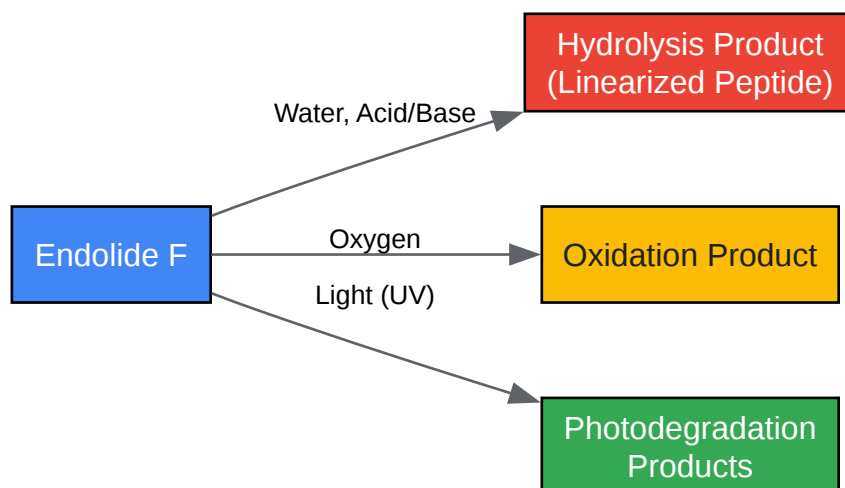 Hydrolysis Product
(Linearized Peptide)
Water, Acid/Base
Endolide F
Oxygen
Oxidation Product
Light (UV)
Photodegradation
Products